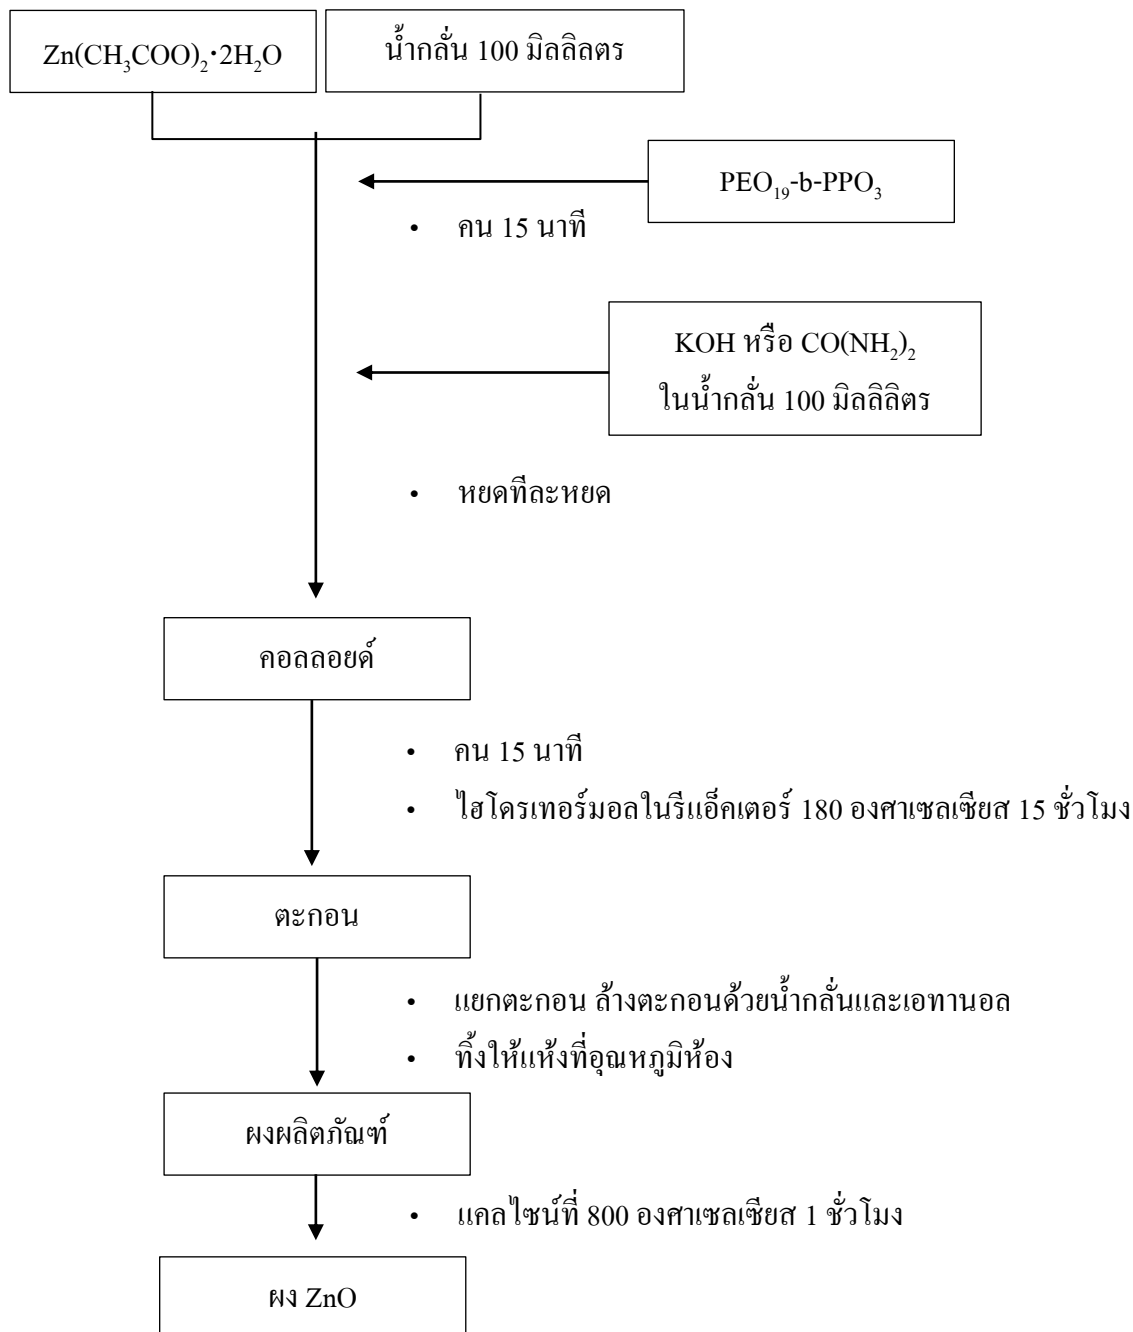 Zn(CH₃COO)₂·2H₂O
น้ำกลั่น 100 มิลลิลตร
PEO₁₉-b-PPO₃
• คน 15 นาที
KOH หรือ CO(NH₂)₂
ในน้ำกลั่น 100 มิลลิลิตร
• หยดทีละหยด
คอลลอยด์
• คน 15 นาที
• ไฮโดรเทอร์มอลในรีแอ็คเตอร์ 180 องศาเซลเซียส 15 ชั่วโมง
ตะกอน
• แยกตะกอน ล้างตะกอนด้วยน้ำกลั่นและเอทานอล
• ทิ้งให้แห้งที่อุณหภูมิห้อง
ผงผลิตภัณฑ์
• แคลไซน์ที่ 800 องศาเซลเซียส 1 ชั่วโมง
ผง ZnO